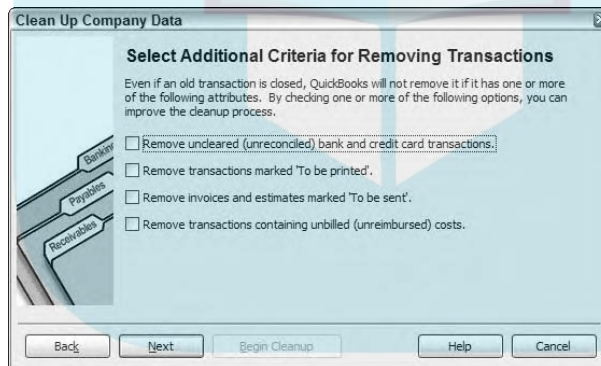 Clean Up Company Data
Select Additional Criteria for Removing Transactions
Even if an old transaction is closed, QuickBooks will not remove it if it has one or more
of the following attributes. By checking one or more of the following options, you can
improve the cleanup process.
Remove uncleared (unreconciled) bank and credit card transactions.
Remove transactions marked 'To be printed'.
Remove invoices and estimates marked 'To be sent'.
Remove transactions containing unbilled (unreimbursed) costs.
Banking
Payables
Receivables
Back
Next
Begin Cleanup
Help
Cancel